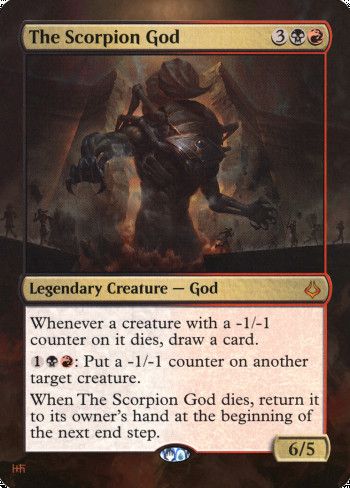 The Scorpion God 3
Legendary Creature — God
Whenever a creature with a -1/-1
counter on it dies, draw a card.
1: Put a -1/-1 counter on another
target creature.
When The Scorpion God dies, return it
to its owner's hand at the beginning of
the next end step.
6/5